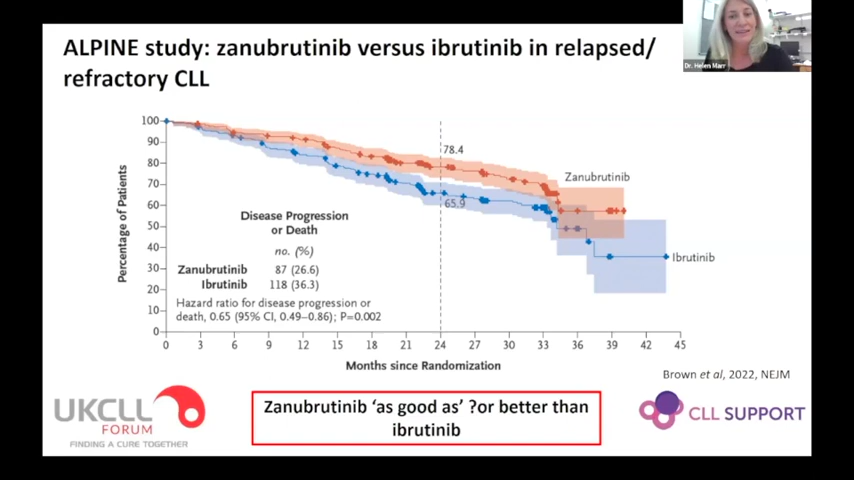 ALPINE study: zanubrutinib versus ibrutinib in relapsed/
refractory CLL
Dr. Helen Marr
100
90
80
70
60
50
40
30
20
10
0
Percentage of Patients
78.4
65.9
Zanubrutinib
Ibrutinib
Disease Progression
or Death
no. (%)
Zanubrutinib 87 (26.6)
Ibrutinib 118 (36.3)
Hazard ratio for disease progression or
death, 0.65 (95% CI, 0.49–0.86); P=0.002
0 3 6 9 12 15 18 21 24 27 30 33 36 39 42 45
Months since Randomization
Brown et al, 2022, NEJM
UKCLL
FORUM
FINDING A CURE TOGETHER
Zanubrutinib ‘as good as’ ?or better than
ibrutinib
CLL SUPPORT